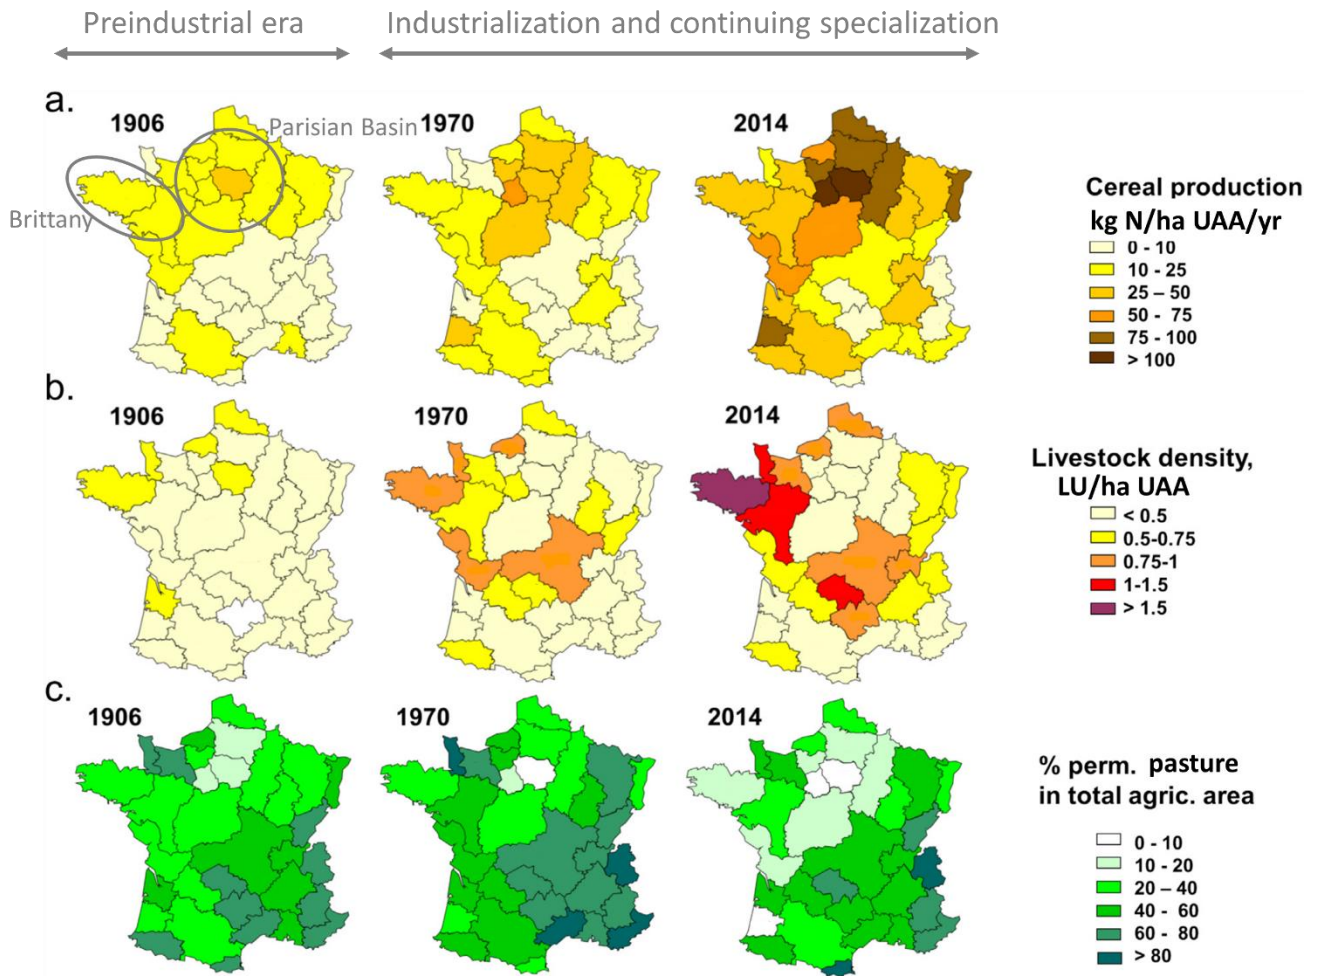 Preindustrial era
Industrialization and continuing specialization
a.
1906
Parisian Basin
1970
2014
Brittany
Cereal production
kg N/ha UAA/yr
0 - 10
10 - 25
25 – 50
50 - 75
75 - 100
> 100
b.
1906
1970
2014
Livestock density,
LU/ha UAA
< 0.5
0.5-0.75
0.75-1
1-1.5
> 1.5
c.
1906
1970
2014
% perm. pasture
in total agric. area
0 - 10
10 - 20
20 – 40
40 - 60
60 - 80
> 80